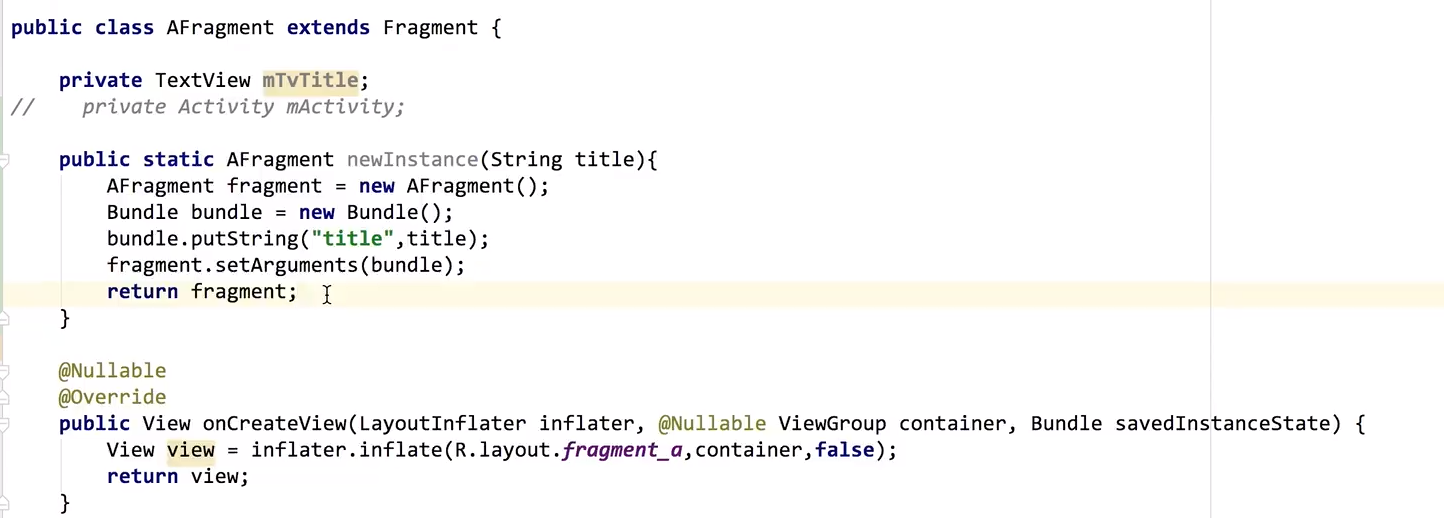 public class AFragment extends Fragment {
private TextView mTvTitle;
// private Activity mActivity;
public static AFragment newInstance(String title){
AFragment fragment = new AFragment();
Bundle bundle = new Bundle();
bundle.putString("title",title);
fragment.setArguments(bundle);
return fragment;
}
@Nullable
@Override
public View onCreateView(LayoutInflater inflater, @Nullable ViewGroup container, Bundle savedInstanceState) {
View view = inflater.inflate(R.layout.fragment_a,container,false);
return view;
}